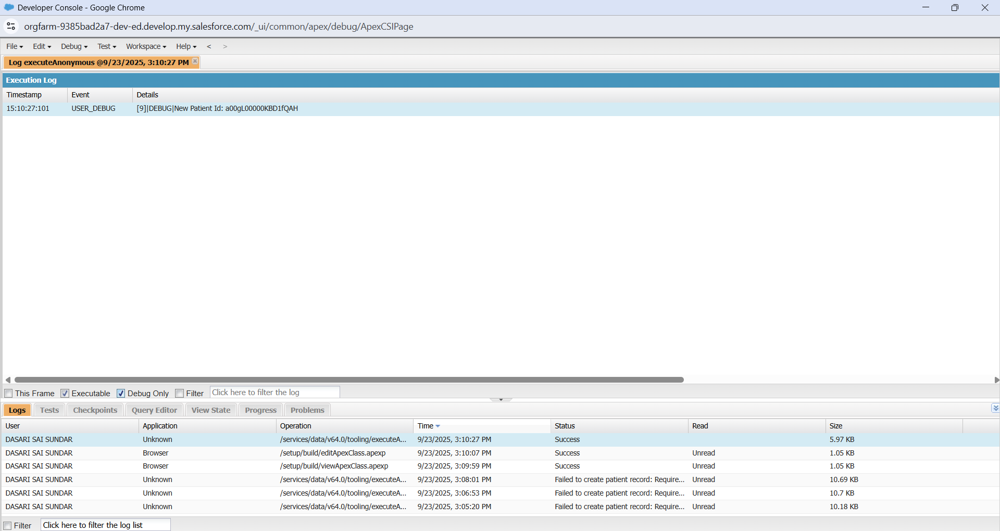 Developer Console - Google Chrome
orgfarm-9385bad2a7-dev-ed.develop.my.salesforce.com/_ui/common/apex/debug/ApexCSIPage
File Edit Debug Test Workspace Help < >
Log executeAnonymous @9/23/2025, 3:10:27 PM
Execution Log
Timestamp Event Details
15:10:27:101 USER_DEBUG [9]|DEBUG|New Patient Id: a00gL00000KBD1fQAH
This Frame Executable Debug Only Filter Click here to filter the log
Logs Tests Checkpoints Query Editor View State Progress Problems
User Application Operation Time Status Read Size
DASARI SAI SUNDAR Unknown /services/data/v64.0/tooling/executeA... 9/23/2025, 3:10:27 PM Success 5.97 KB
DASARI SAI SUNDAR Browser /setup/build/editApexClass.apexp 9/23/2025, 3:10:07 PM Success Unread 1.05 KB
DASARI SAI SUNDAR Browser /setup/build/viewApexClass.apexp 9/23/2025, 3:09:59 PM Success Unread 1.05 KB
DASARI SAI SUNDAR Unknown /services/data/v64.0/tooling/executeA... 9/23/2025, 3:08:01 PM Failed to create patient record: Require... Unread 10.69 KB
DASARI SAI SUNDAR Unknown /services/data/v64.0/tooling/executeA... 9/23/2025, 3:06:53 PM Failed to create patient record: Require... Unread 10.7 KB
DASARI SAI SUNDAR Unknown /services/data/v64.0/tooling/executeA... 9/23/2025, 3:05:20 PM Failed to create patient record: Require... Unread 10.18 KB
Filter Click here to filter the log list